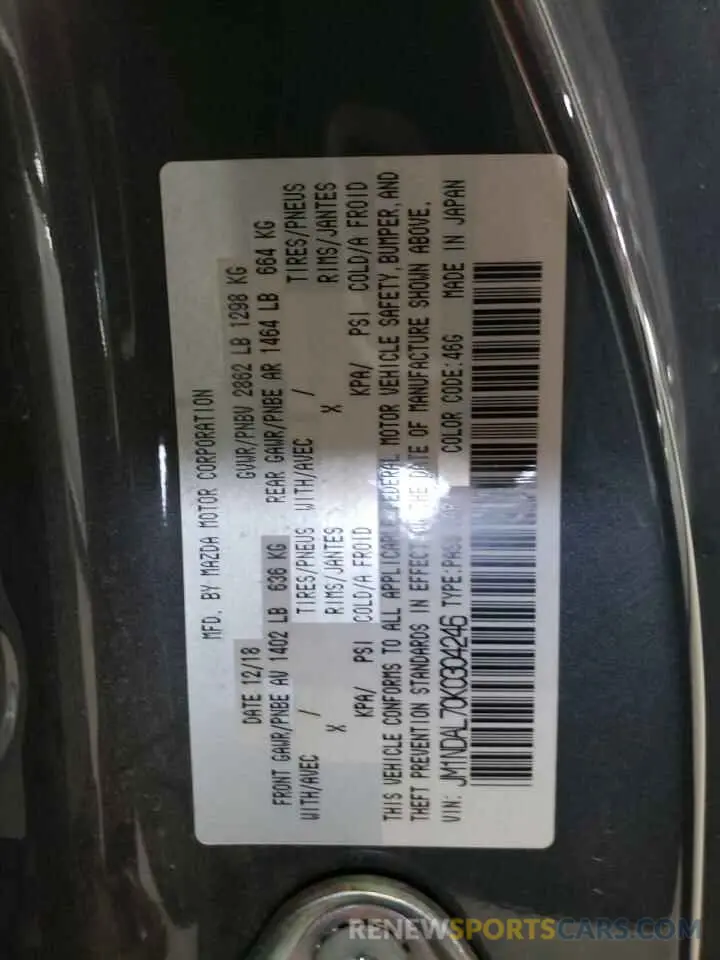 MFD. BY MAZDA MOTOR CORPORATION
DATE 12/18 GVWR/PNBV 2862 LB 1298 KG
FRONT GAWR/PNBE AV 1402 LB 636 KG REAR GAWR/PNBE AR 1464 LB 664 KG
WITH/AVEC / TIRES/PNEUS WITH/AVEC / TIRES/PNEUS
X RIMS/JANTES X RIMS/JANTES
KPA/ PSI COLD/A FROID KPA/ PSI COLD/A FROID
THIS VEHICLE CONFORMS TO ALL APPLICABLE FEDERAL MOTOR VEHICLE SAFETY, BUMPER, AND
THEFT PREVENTION STANDARDS IN EFFECT ON THE DATE OF MANUFACTURE SHOWN ABOVE.
VIN: JM1NDAL70K0304246 TYPE: COLOR CODE:46G MADE IN JAPAN
RENEWSPORTSCARS.COM